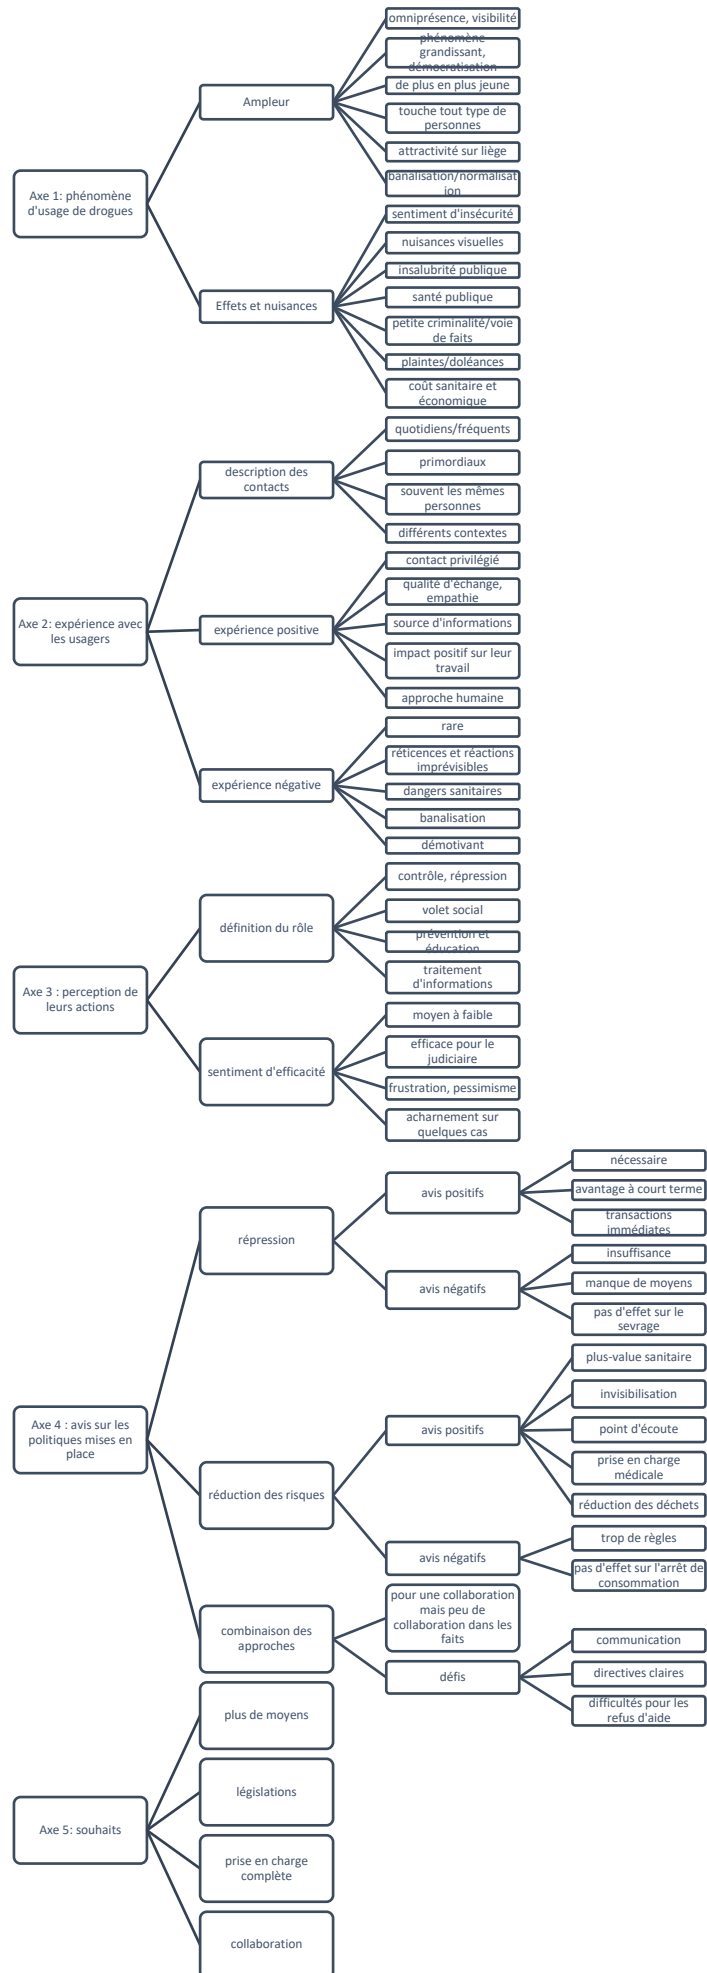 Axe 1: phénomène
d'usage de drogues
Ampleur
omniprésence, visibilité
phénomène
grandissant,
démocratisation
de plus en plus jeune
touche tout type de
personnes
attractivité sur liège
banalisation/normalisat
ion
Effets et nuisances
sentiment d'insécurité
nuisances visuelles
insalubrité publique
santé publique
petite criminalité/voie
de faits
plaintes/doléances
coût sanitaire et
économique
Axe 2: expérience avec
les usagers
description des
contacts
quotidiens/fréquents
primordiaux
souvent les mêmes
personnes
différents contextes
expérience positive
contact privilégié
qualité d'échange,
empathie
source d'informations
impact positif sur leur
travail
approche humaine
expérience négative
rare
réticences et réactions
imprévisibles
dangers sanitaires
banalisation
démotivant
Axe 3 : perception de
leurs actions
définition du rôle
contrôle, répression
volet social
prévention et
éducation
traitement
d'informations
sentiment d'efficacité
moyen à faible
efficace pour le
judiciaire
frustration, pessimisme
acharnement sur
quelques cas
Axe 4 : avis sur les
politiques mises en
place
répression
avis positifs
nécessaire
avantage à court terme
transactions
immédiates
avis négatifs
insuffisance
manque de moyens
pas d'effet sur le
sevrage
réduction des risques
avis positifs
plus-value sanitaire
invisibilisation
point d'écoute
prise en charge
médicale
réduction des déchets
avis négatifs
trop de règles
pas d'effet sur l'arrêt de
consommation
combinaison des
approches
pour une collaboration
mais peu de
collaboration dans les
faits
défis
communication
directives claires
difficultés pour les
refus d'aide
Axe 5: souhaits
plus de moyens
législations
prise en charge
complète
collaboration